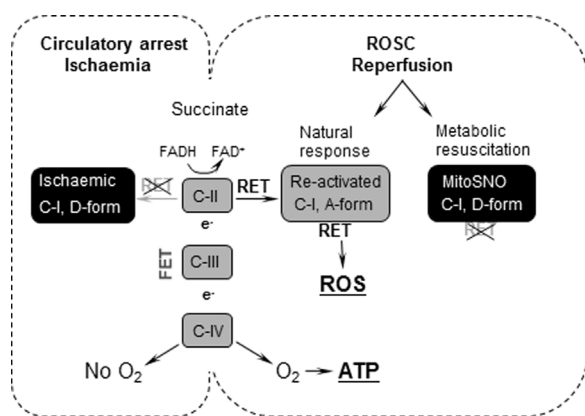 Circulatory arrest
Ischaemia
ROSC
Reperfusion
Succinate
FADH FAD+
Natural
response
Metabolic
resuscitation
Ischaemic
C-I, D-form
RET
C-II
RET
Re-activated
C-I, A-form
MitoSNO
C-I, D-form
e-
RET
RET
FET
C-III
ROS
e-
C-IV
No O2
O2
ATP